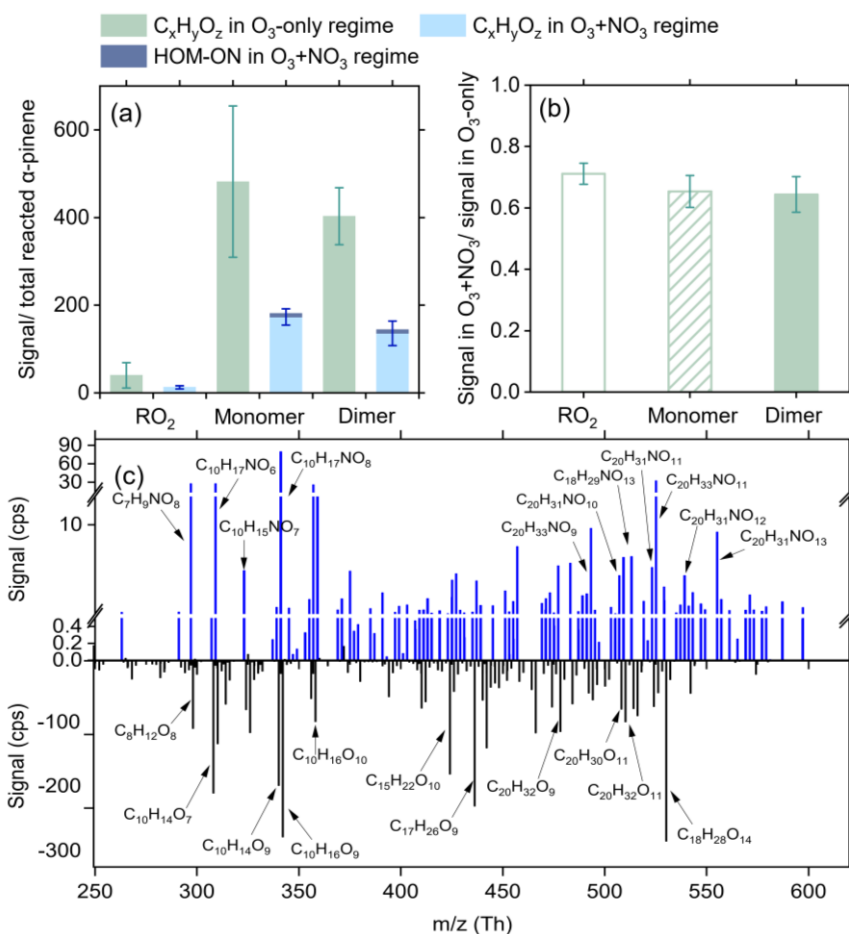 CₓHᵧO_z in O₃-only regime
CₓHᵧO_z in O₃+NO₃ regime
HOM-ON in O₃+NO₃ regime
(a)
Signal/ total reacted α-pinene
600
400
200
0
RO₂ Monomer Dimer
(b)
Signal in O₃+NO₃/ signal in O₃-only
1.0
0.8
0.6
0.4
0.2
0.0
RO₂ Monomer Dimer
(c)
Signal (cps)
90
60
30
10
0.4
0.2
0.0
C₇H₉NO₈
C₁₀H₁₇NO₆
C₁₀H₁₅NO₇
C₁₀H₁₇NO₈
C₂₀H₃₃NO₉
C₂₀H₃₁NO₁₀
C₁₈H₂₉NO₁₃
C₂₀H₃₁NO₁₁
C₂₀H₃₃NO₁₁
C₂₀H₃₁NO₁₂
C₂₀H₃₁NO₁₃
Signal (cps)
-100
-200
-300
C₈H₁₂O₈
C₁₀H₁₄O₇
C₁₀H₁₄O₉
C₁₀H₁₆O₉
C₁₀H₁₆O₁₀
C₁₅H₂₂O₁₀
C₁₇H₂₆O₉
C₂₀H₃₂O₉
C₂₀H₃₀O₁₁
C₂₀H₃₂O₁₁
C₁₈H₂₈O₁₄
250 300 350 400 450 500 550 600
m/z (Th)